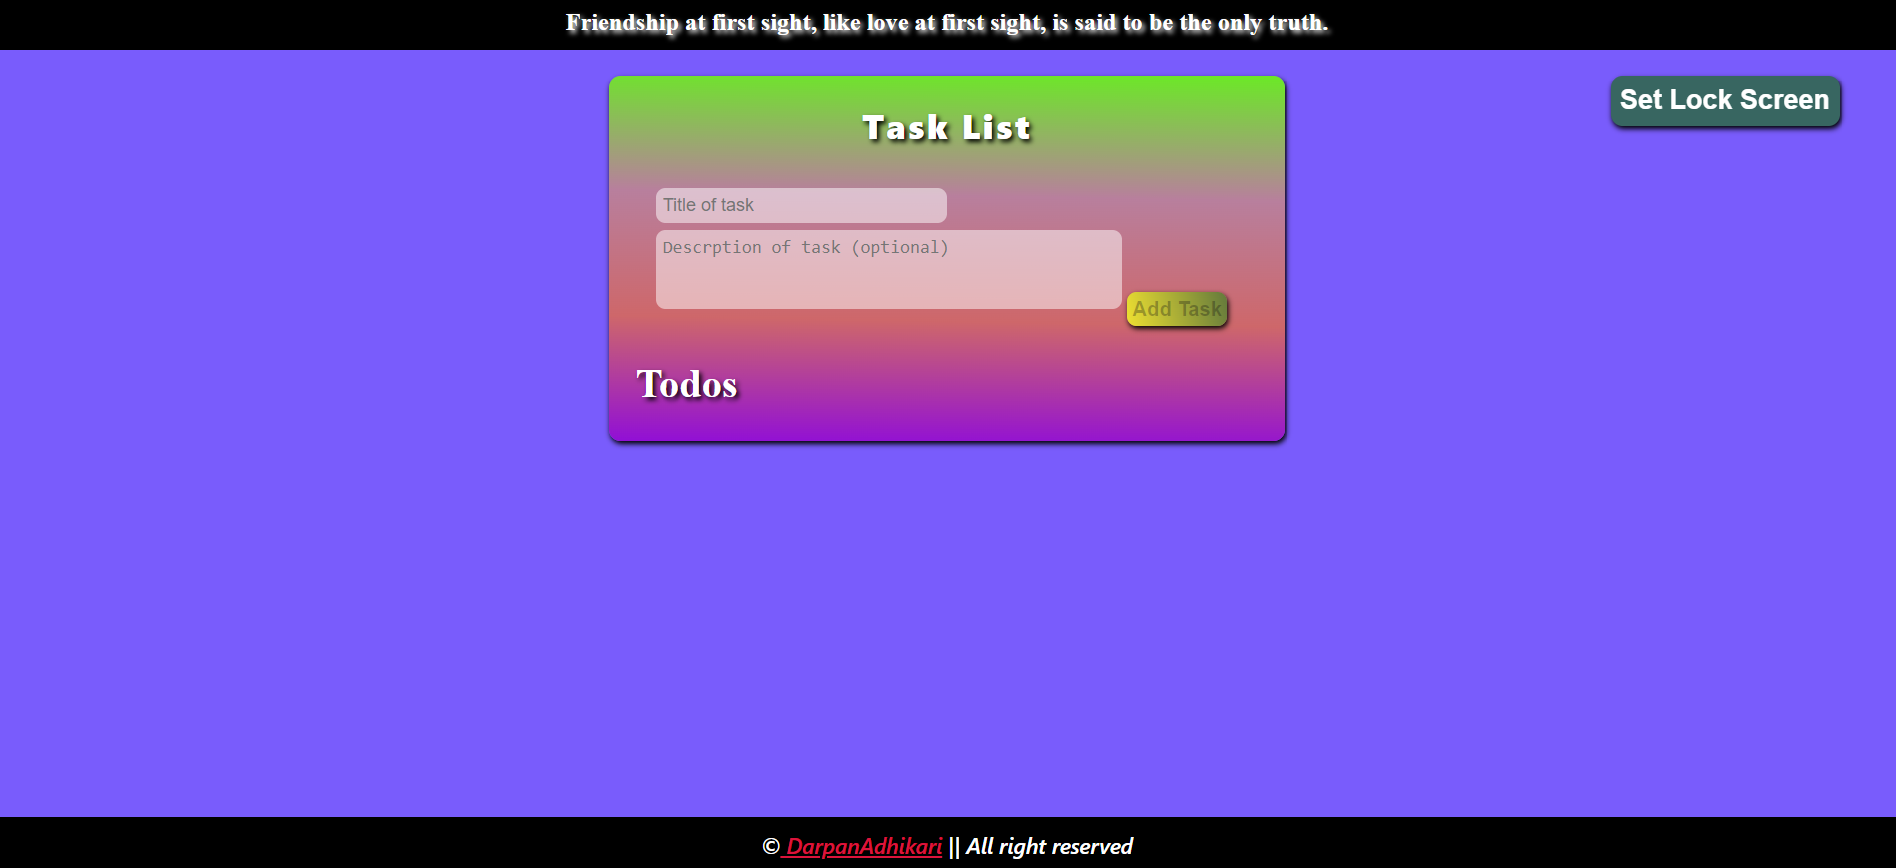 Friendship at first sight, like love at first sight, is said to be the only truth.
Set Lock Screen
Task List
Title of task
Descrption of task (optional)
Add Task
Todos
© DarpanAdhikari || All right reserved